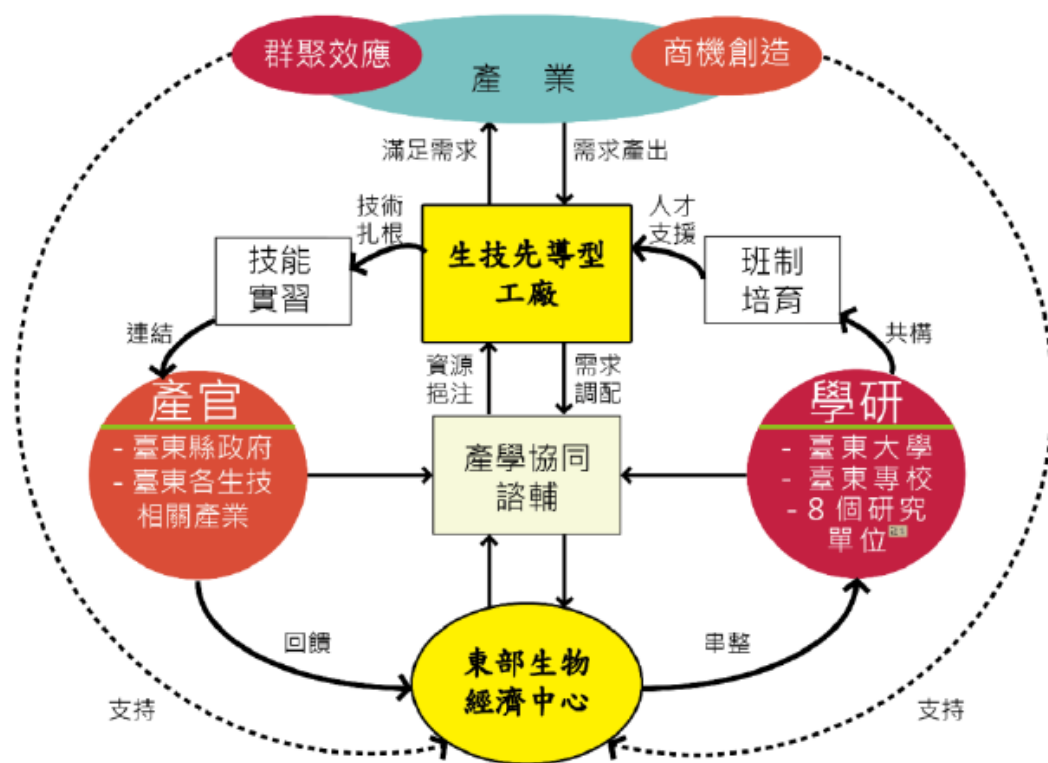 群聚效應
商機創造
產 業
滿足需求
需求產出
技術
扎根
人才
支援
生技先導型
工廠
技能
實習
班制
培育
連結
共構
資源
挹注
需求
調配
產官
- 臺東縣政府
- 臺東各生技
相關產業
產學協同
諮輔
學研
- 臺東大學
- 臺東專校
- 8 個研究
單位
回饋
串整
東部生物
經濟中心
支持
支持